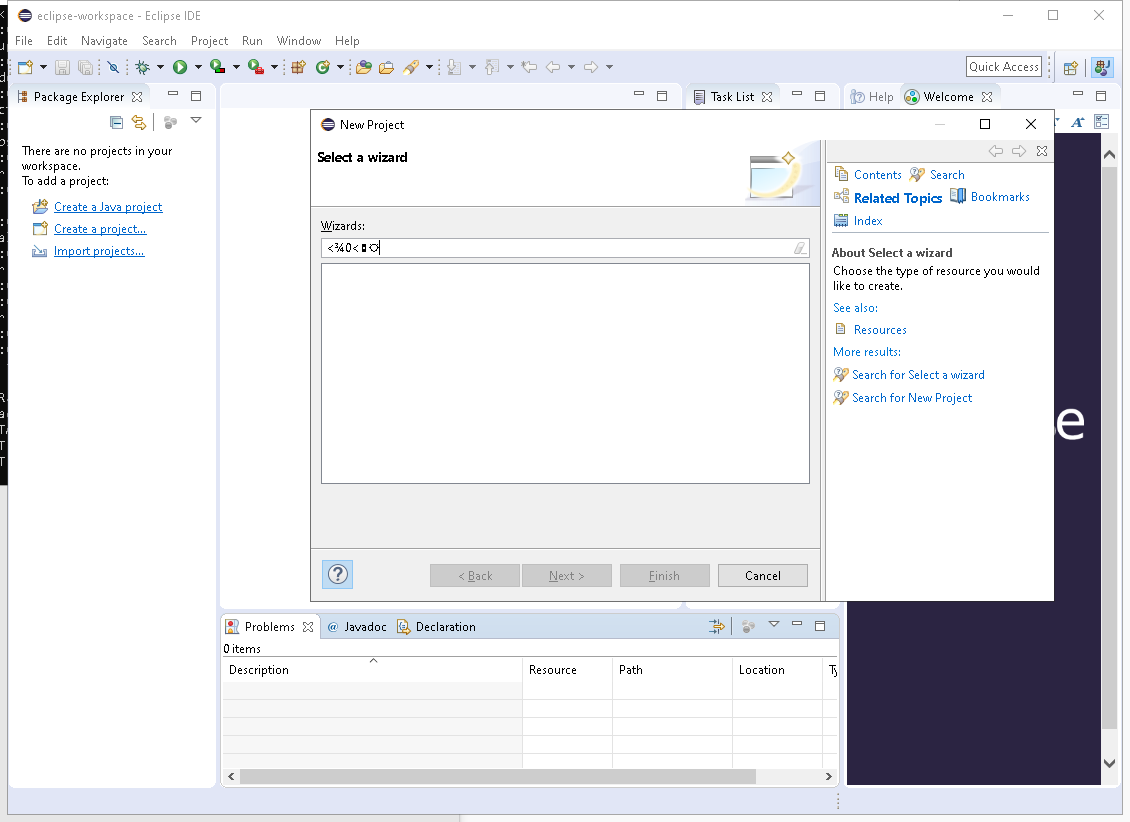 eclipse-workspace - Eclipse IDE
File Edit Navigate Search Project Run Window Help
Quick Access
Package Explorer
Task List
Help
Welcome
There are no projects in your
workspace.
To add a project:
Create a Java project
Create a project...
Import projects...
New Project
Select a wizard
Wizards:
Contents Search
Related Topics Bookmarks
Index
About Select a wizard
Choose the type of resource you would
like to create.
See also:
Resources
More results:
Search for Select a wizard
Search for New Project
< Back Next > Finish Cancel
Problems @ Javadoc Declaration
0 items
Description Resource Path Location Ty